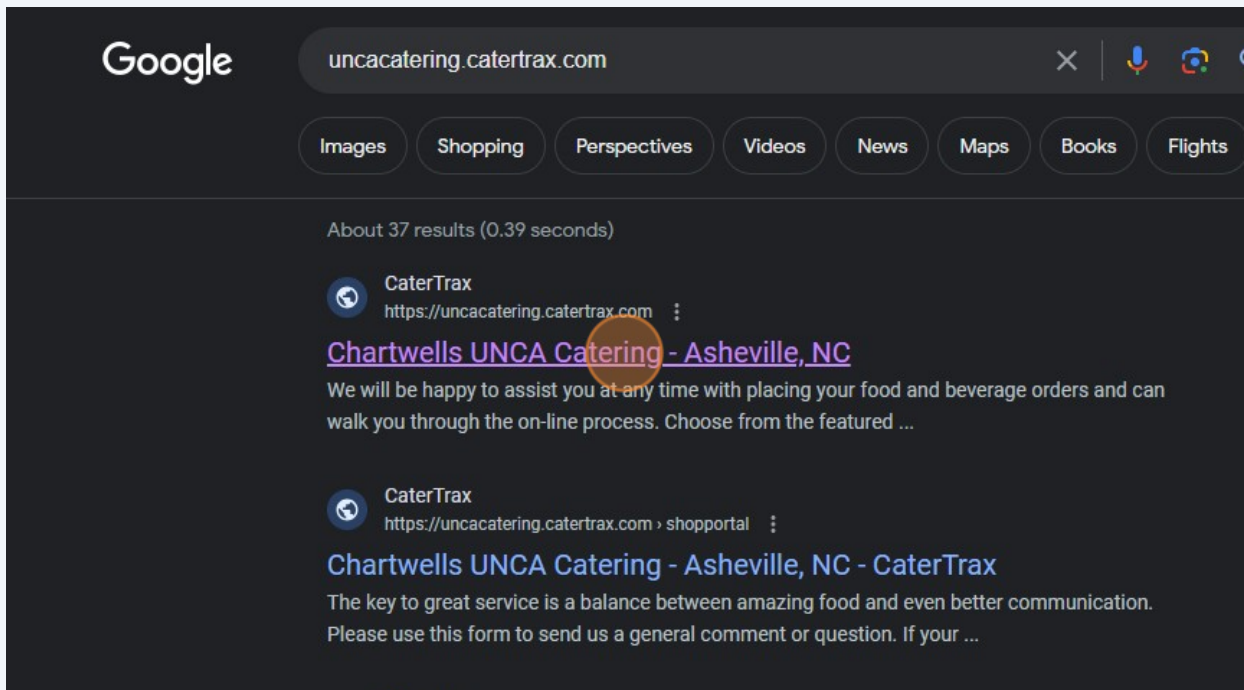 Google
uncacatering.catertrax.com
Images Shopping Perspectives Videos News Maps Books Flights
About 37 results (0.39 seconds)
CaterTrax
https://uncacatering.catertrax.com
Chartwells UNCA Catering - Asheville, NC
We will be happy to assist you at any time with placing your food and beverage orders and can
walk you through the on-line process. Choose from the featured ...
CaterTrax
https://uncacatering.catertrax.com › shopportal
Chartwells UNCA Catering - Asheville, NC - CaterTrax
The key to great service is a balance between amazing food and even better communication.
Please use this form to send us a general comment or question. If your ...